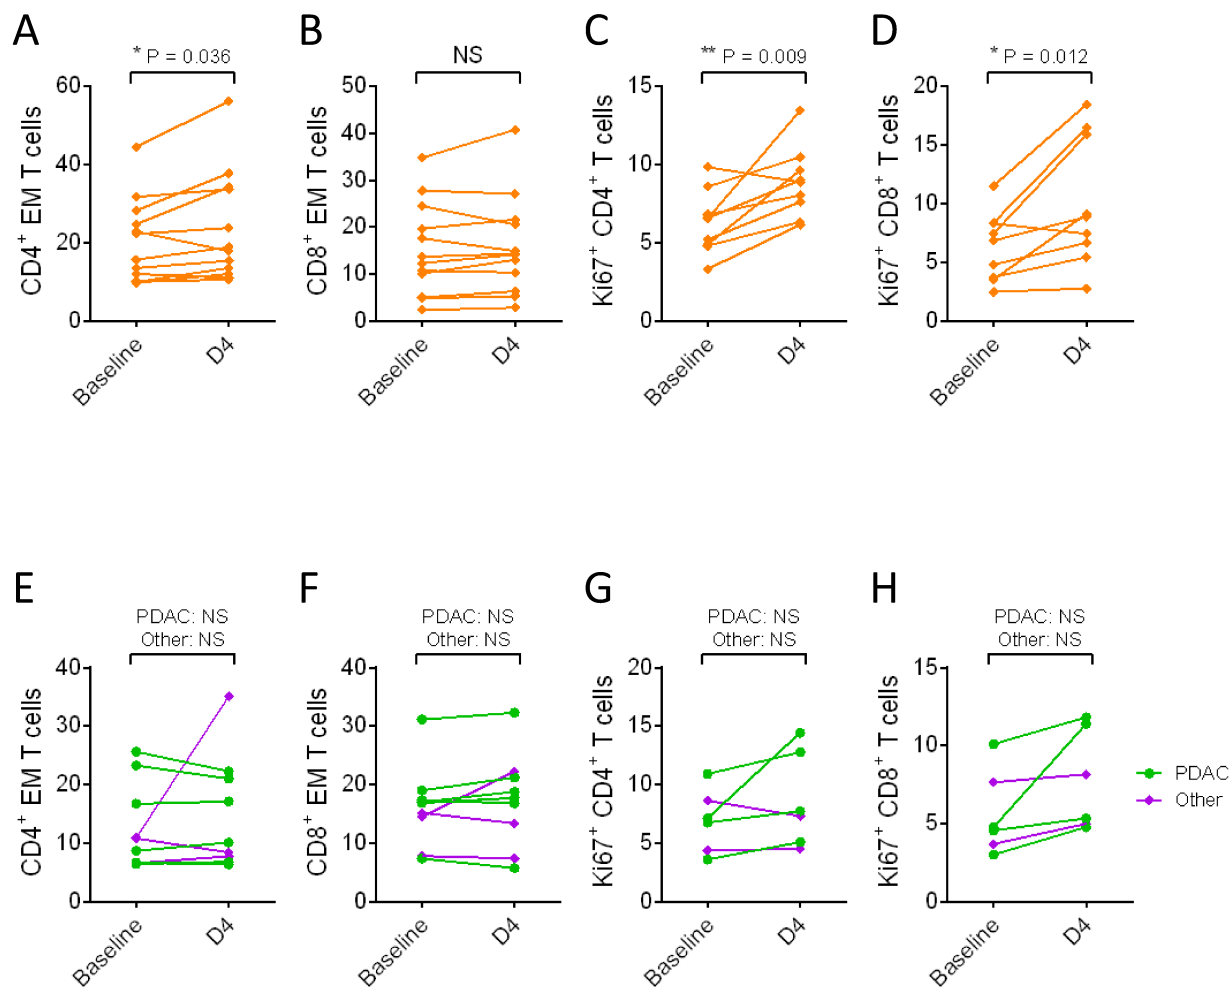 A
* P = 0.036
CD4+ EM T cells
60
40
20
0
Baseline
D4
B
NS
CD8+ EM T cells
50
40
30
20
10
0
Baseline
D4
C
** P = 0.009
Ki67+ CD4+ T cells
15
10
5
0
Baseline
D4
D
* P = 0.012
Ki67+ CD8+ T cells
20
15
10
5
0
Baseline
D4
E
PDAC: NS
Other: NS
CD4+ EM T cells
40
30
20
10
0
Baseline
D4
F
PDAC: NS
Other: NS
CD8+ EM T cells
40
30
20
10
0
Baseline
D4
G
PDAC: NS
Other: NS
Ki67+ CD4+ T cells
20
15
10
5
0
Baseline
D4
H
PDAC: NS
Other: NS
Ki67+ CD8+ T cells
15
10
5
0
Baseline
D4
PDAC
Other